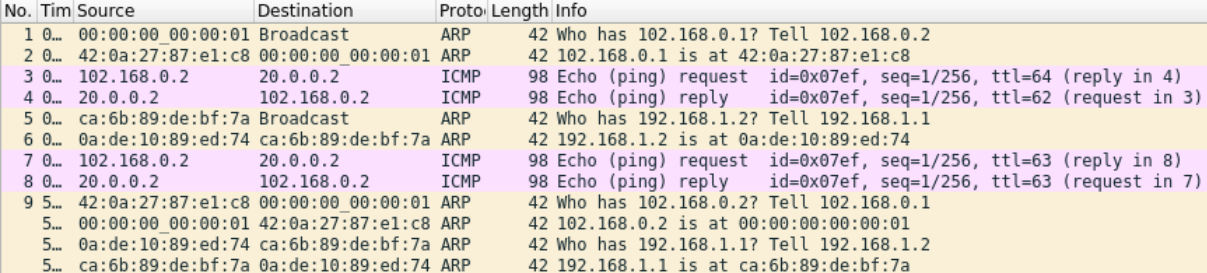 No. Tim Source Destination Proto Length Info
1 0… 00:00:00_00:00:01 Broadcast ARP 42 Who has 102.168.0.1? Tell 102.168.0.2
2 0… 42:0a:27:87:e1:c8 00:00:00_00:00:01 ARP 42 102.168.0.1 is at 42:0a:27:87:e1:c8
3 0… 102.168.0.2 20.0.0.2 ICMP 98 Echo (ping) request id=0x07ef, seq=1/256, ttl=64 (reply in 4)
4 0… 20.0.0.2 102.168.0.2 ICMP 98 Echo (ping) reply id=0x07ef, seq=1/256, ttl=62 (request in 3)
5 0… ca:6b:89:de:bf:7a Broadcast ARP 42 Who has 192.168.1.2? Tell 192.168.1.1
6 0… 0a:de:10:89:ed:74 ca:6b:89:de:bf:7a ARP 42 192.168.1.2 is at 0a:de:10:89:ed:74
7 0… 102.168.0.2 20.0.0.2 ICMP 98 Echo (ping) request id=0x07ef, seq=1/256, ttl=63 (reply in 8)
8 0… 20.0.0.2 102.168.0.2 ICMP 98 Echo (ping) reply id=0x07ef, seq=1/256, ttl=63 (request in 7)
9 5… 42:0a:27:87:e1:c8 00:00:00_00:00:01 ARP 42 Who has 102.168.0.2? Tell 102.168.0.1
5… 00:00:00_00:00:01 42:0a:27:87:e1:c8 ARP 42 102.168.0.2 is at 00:00:00:00:00:01
5… 0a:de:10:89:ed:74 ca:6b:89:de:bf:7a ARP 42 Who has 192.168.1.1? Tell 192.168.1.2
5… ca:6b:89:de:bf:7a 0a:de:10:89:ed:74 ARP 42 192.168.1.1 is at ca:6b:89:de:bf:7a